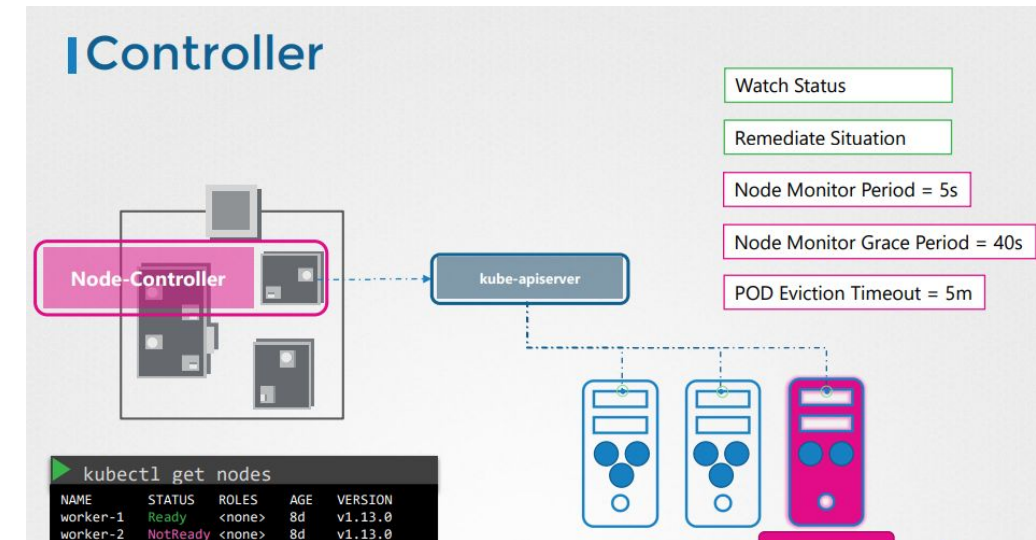 Controller
Watch Status
Remediate Situation
Node Monitor Period = 5s
Node Monitor Grace Period = 40s
POD Eviction Timeout = 5m
Node-Controller
kube-apiserver
kubectl get nodes
NAME STATUS ROLES AGE VERSION
worker-1 Ready <none> 8d v1.13.0
worker-2 NotReady <none> 8d v1.13.0